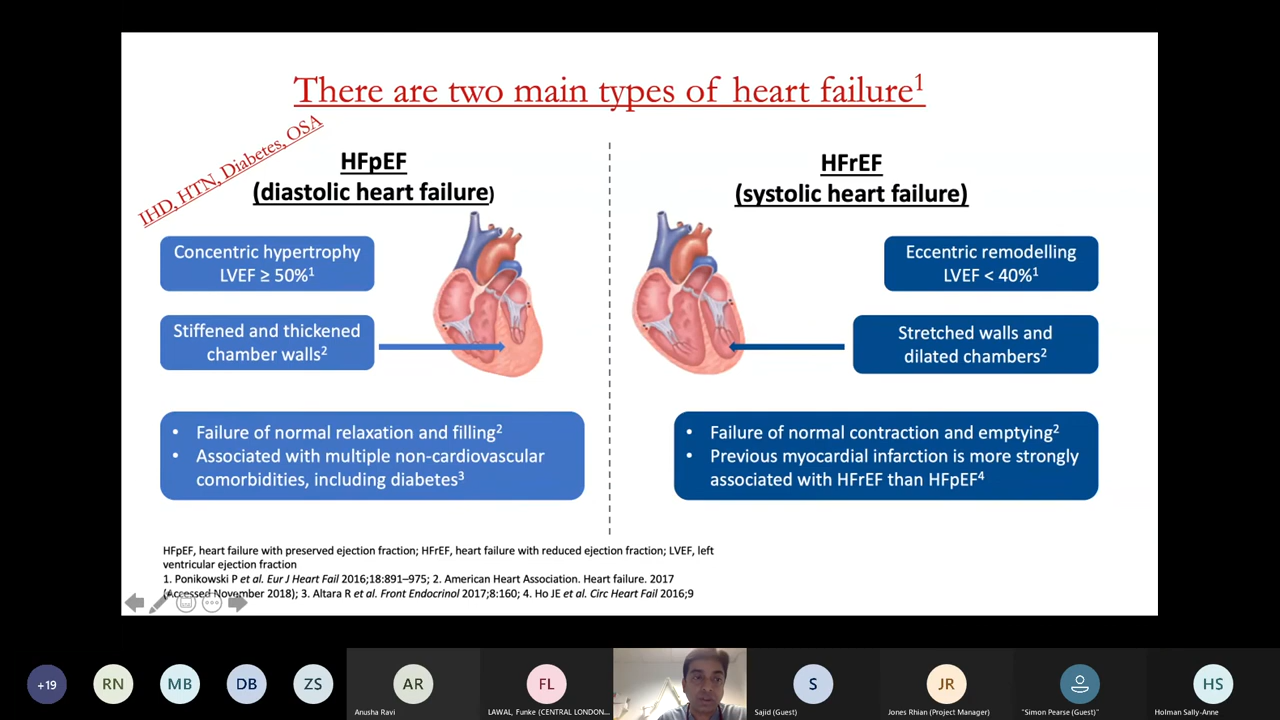 There are two main types of heart failure1
IHD, HTN, Diabetes, OSA
HFpEF
(diastolic heart failure)
Concentric hypertrophy
LVEF ≥ 50%1
Stiffened and thickened
chamber walls2
• Failure of normal relaxation and filling2
• Associated with multiple non-cardiovascular
comorbidities, including diabetes3
HFrEF
(systolic heart failure)
Eccentric remodelling
LVEF < 40%1
Stretched walls and
dilated chambers2
• Failure of normal contraction and emptying2
• Previous myocardial infarction is more strongly
associated with HFrEF than HFpEF4
HFpEF, heart failure with preserved ejection fraction; HFrEF, heart failure with reduced ejection fraction; LVEF, left
ventricular ejection fraction
1. Ponikowski P et al. Eur J Heart Fail 2016;18:891–975; 2. American Heart Association. Heart failure. 2017
(Accessed November 2018); 3. Altara R et al. Front Endocrinol 2017;8:160; 4. Ho JE et al. Circ Heart Fail 2016;9
+19
RN
MB
DB
ZS
AR
Anusha Ravi
FL
LAWAL, Funke (CENTRAL LONDON...
S
Sajid (Guest)
JR
Jones Rhian (Project Manager)
"Simon Pearse (Guest)"
HS
Holman Sally-Anne